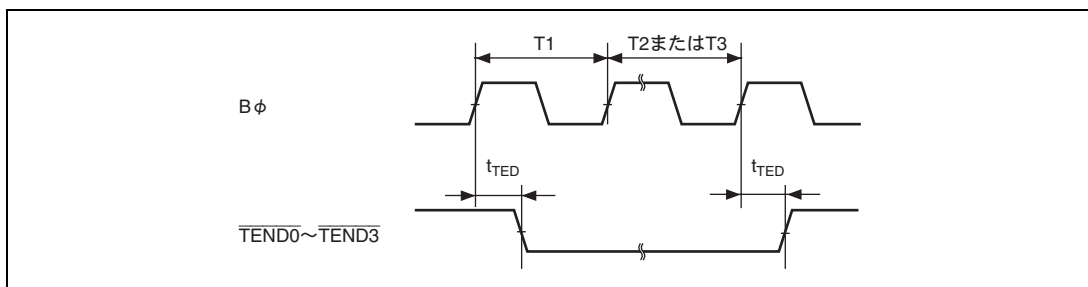 T1
T2またはT3
Bφ
tTED
tTED
TEND0～TEND3